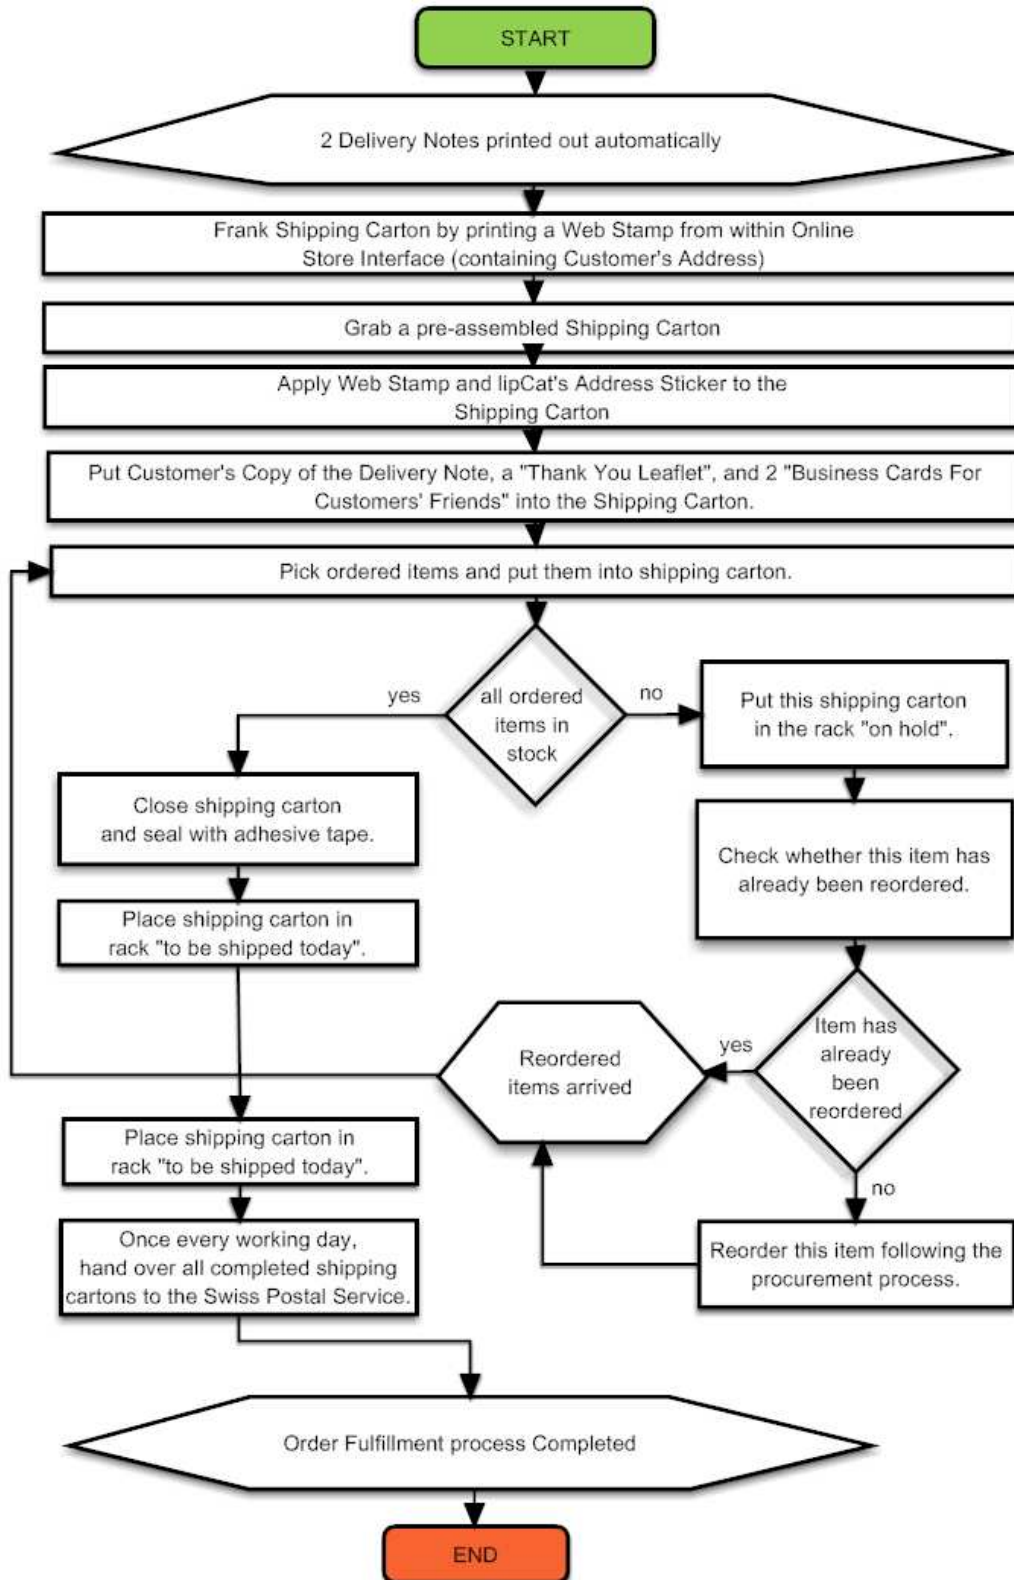 START
2 Delivery Notes printed out automatically
Frank Shipping Carton by printing a Web Stamp from within Online
Store Interface (containing Customer's Address)
Grab a pre-assembled Shipping Carton
Apply Web Stamp and lipCat's Address Sticker to the
Shipping Carton
Put Customer's Copy of the Delivery Note, a "Thank You Leaflet", and 2 "Business Cards For
Customers' Friends" into the Shipping Carton.
Pick ordered items and put them into shipping carton.
all ordered
items in
stock
yes
no
Put this shipping carton
in the rack "on hold".
Close shipping carton
and seal with adhesive tape.
Check whether this item has
already been reordered.
Place shipping carton in
rack "to be shipped today".
Item has
already
been
reordered
yes
Reordered
items arrived
no
Place shipping carton in
rack "to be shipped today".
Reorder this item following the
procurement process.
Once every working day,
hand over all completed shipping
cartons to the Swiss Postal Service.
Order Fulfillment process Completed
END